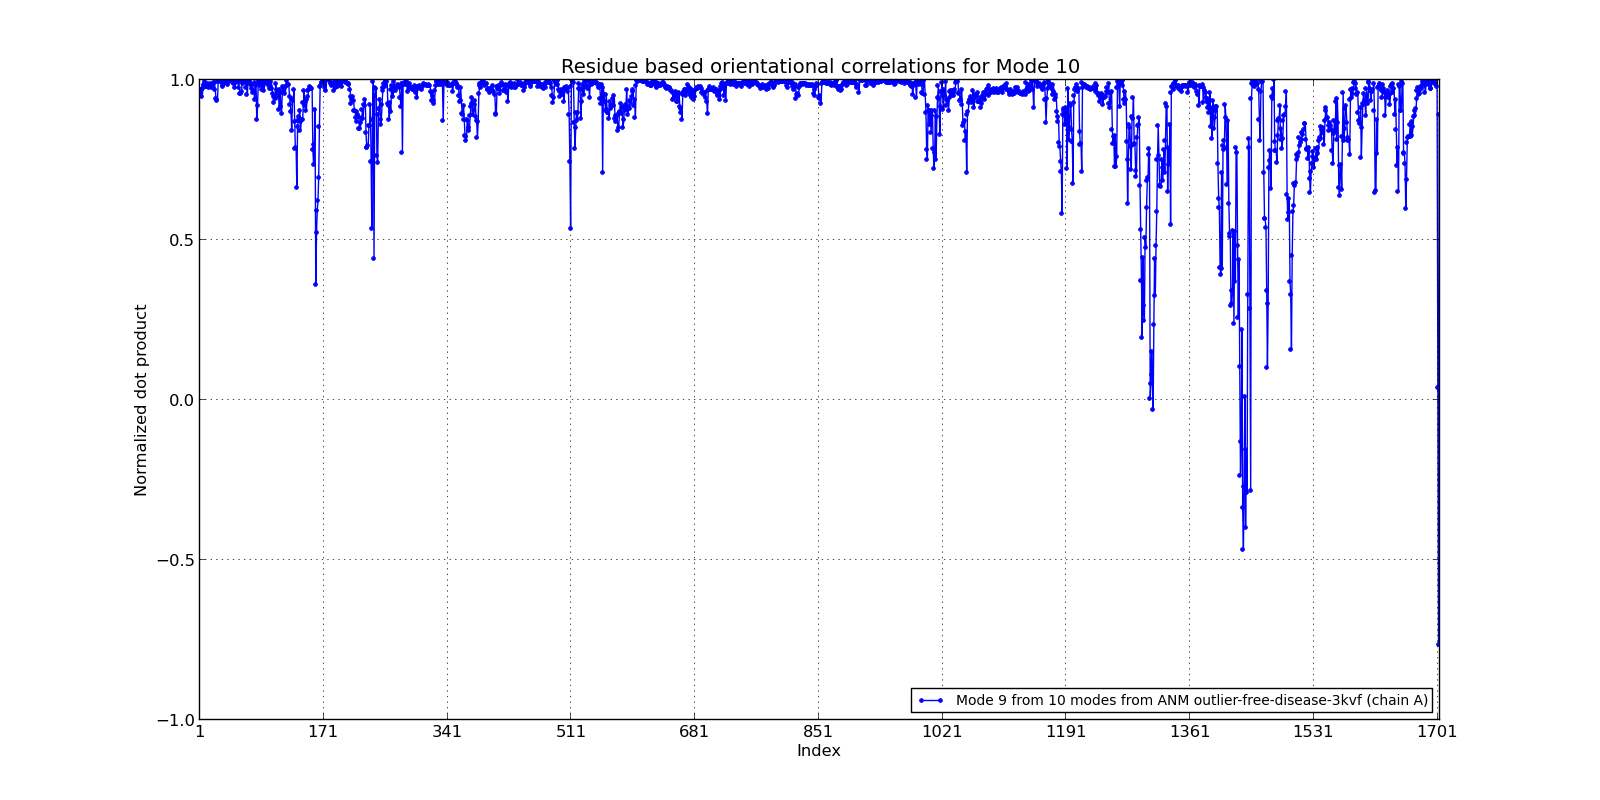 Residue based orientational correlations for Mode 10
1.0
0.5
0.0
−0.5
−1.0
Normalized dot product
Mode 9 from 10 modes from ANM outlier-free-disease-3kvf (chain A)
1 171 341 511 681 851 1021 1191 1361 1531 1701
Index